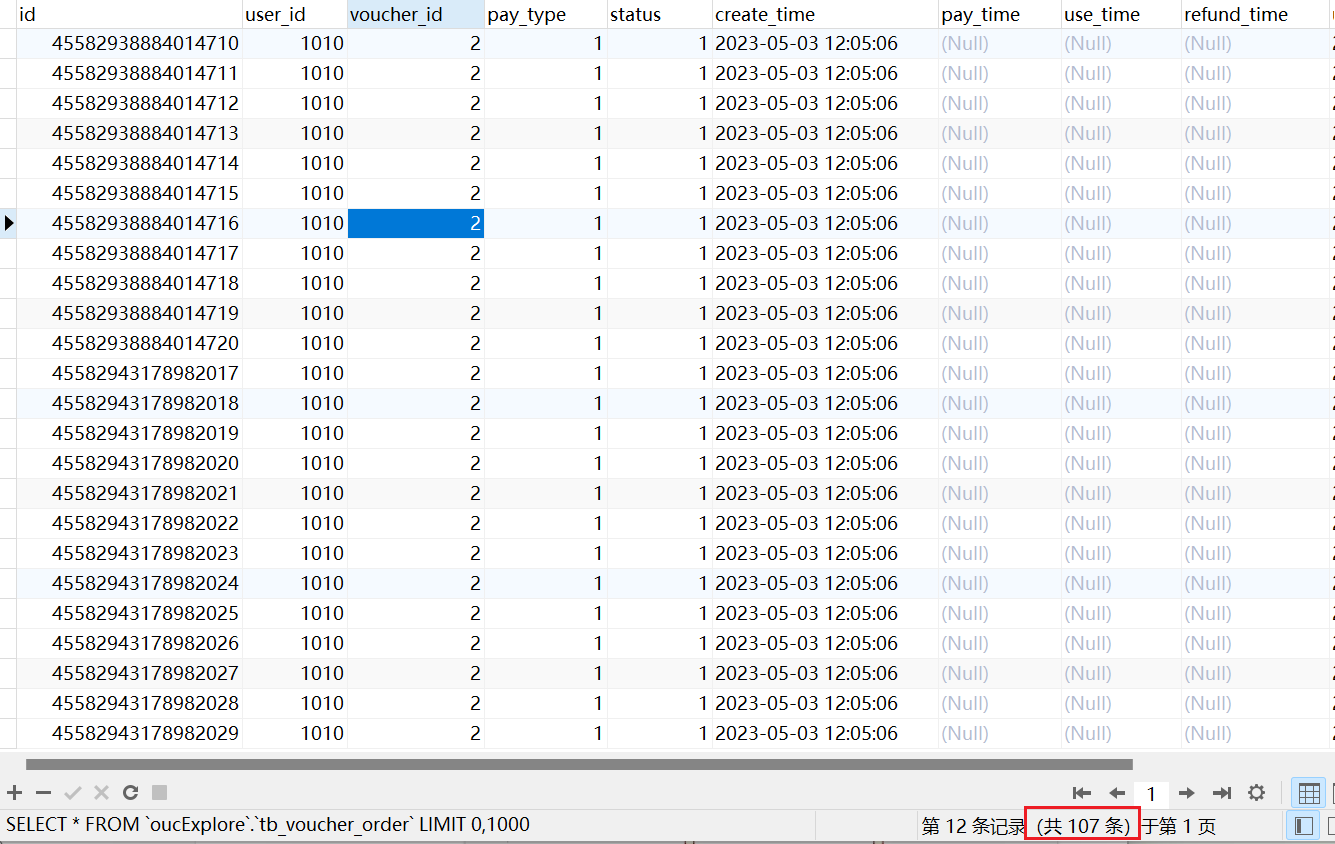 id user_id voucher_id pay_type status create_time pay_time use_time refund_time
45582938884014710 1010 2 1 1 2023-05-03 12:05:06 (Null) (Null) (Null)
45582938884014711 1010 2 1 1 2023-05-03 12:05:06 (Null) (Null) (Null)
45582938884014712 1010 2 1 1 2023-05-03 12:05:06 (Null) (Null) (Null)
45582938884014713 1010 2 1 1 2023-05-03 12:05:06 (Null) (Null) (Null)
45582938884014714 1010 2 1 1 2023-05-03 12:05:06 (Null) (Null) (Null)
45582938884014715 1010 2 1 1 2023-05-03 12:05:06 (Null) (Null) (Null)
45582938884014716 1010 2 1 1 2023-05-03 12:05:06 (Null) (Null) (Null)
45582938884014717 1010 2 1 1 2023-05-03 12:05:06 (Null) (Null) (Null)
45582938884014718 1010 2 1 1 2023-05-03 12:05:06 (Null) (Null) (Null)
45582938884014719 1010 2 1 1 2023-05-03 12:05:06 (Null) (Null) (Null)
45582938884014720 1010 2 1 1 2023-05-03 12:05:06 (Null) (Null) (Null)
45582943178982017 1010 2 1 1 2023-05-03 12:05:06 (Null) (Null) (Null)
45582943178982018 1010 2 1 1 2023-05-03 12:05:06 (Null) (Null) (Null)
45582943178982019 1010 2 1 1 2023-05-03 12:05:06 (Null) (Null) (Null)
45582943178982020 1010 2 1 1 2023-05-03 12:05:06 (Null) (Null) (Null)
45582943178982021 1010 2 1 1 2023-05-03 12:05:06 (Null) (Null) (Null)
45582943178982022 1010 2 1 1 2023-05-03 12:05:06 (Null) (Null) (Null)
45582943178982023 1010 2 1 1 2023-05-03 12:05:06 (Null) (Null) (Null)
45582943178982024 1010 2 1 1 2023-05-03 12:05:06 (Null) (Null) (Null)
45582943178982025 1010 2 1 1 2023-05-03 12:05:06 (Null) (Null) (Null)
45582943178982026 1010 2 1 1 2023-05-03 12:05:06 (Null) (Null) (Null)
45582943178982027 1010 2 1 1 2023-05-03 12:05:06 (Null) (Null) (Null)
45582943178982028 1010 2 1 1 2023-05-03 12:05:06 (Null) (Null) (Null)
45582943178982029 1010 2 1 1 2023-05-03 12:05:06 (Null) (Null) (Null)
1
SELECT * FROM `oucExplore`.`tb_voucher_order` LIMIT 0,1000 第 12 条记录 (共 107 条) 于第 1 页